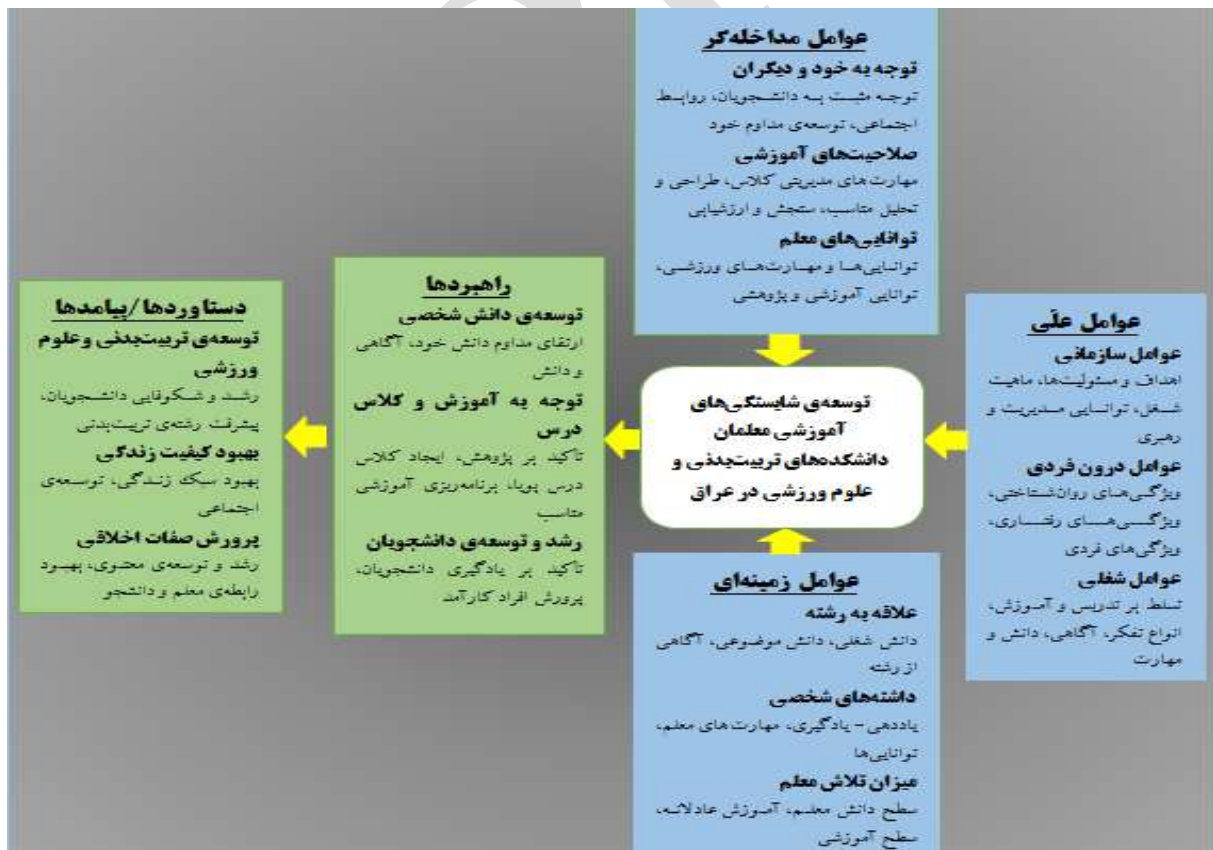 عوامل مداخله‌گر
توجه به خود و دیگران
توجه مثبت به دانشجویان، روابط
اجتماعی، توسعه‌ی مداوم خود
صلاحیت‌های آموزشی
مهارت‌های مدیریتی کلاس، طراحی و
تحلیل متناسب، سنجش و ارزشیابی
توانایی‌های معلم
توانایی‌ها و مهارت‌های ورزشی،
توانایی آموزشی و پژوهشی
عوامل علّی
عوامل سازمانی
اهداف و مسئولیت‌ها، ماهیت
شغل، توانایی مدیریت و
رهبری
عوامل درون فردی
ویژگی‌های روان‌شناختی،
ویژگی‌های رفتاری،
ویژگی‌های فردی
عوامل شغلی
تسلط بر تدریس و آموزش،
انواع تفکر، آگاهی، دانش و
مهارت
توسعه‌ی شایستگی‌های
آموزشی معلمان
دانشکده‌های تربیت‌بدنی و
علوم ورزشی در عراق
عوامل زمینه‌ای
علاقه به رشته
دانش شغلی، دانش موضوعی، آگاهی
از رشته
داشته‌های شخصی
یاددهی – یادگیری، مهارت‌های معلم،
توانایی‌ها
میزان تلاش معلم
سطح دانش معلم، آموزش عادلانه،
سطح آموزشی
راهبردها
توسعه‌ی دانش شخصی
ارتقای مداوم دانش خود، آگاهی
و دانش
توجه به آموزش و کلاس
درس
تأکید بر پژوهش، ایجاد کلاس
درس پویا، برنامه‌ریزی آموزشی
مناسب
رشد و توسعه‌ی دانشجویان
تأکید بر یادگیری دانشجویان،
پرورش افراد کارآمد
دستاوردها/پیامدها
توسعه‌ی تربیت‌بدنی و علوم
ورزشی
رشد و شکوفایی دانشجویان،
پیشرفت رشته‌ی تربیت‌بدنی
بهبود کیفیت زندگی
بهبود سبک زندگی، توسعه‌ی
اجتماعی
پرورش صفات اخلاقی
رشد و توسعه‌ی معنوی، بهبود
رابطه‌ی معلم و دانشجو